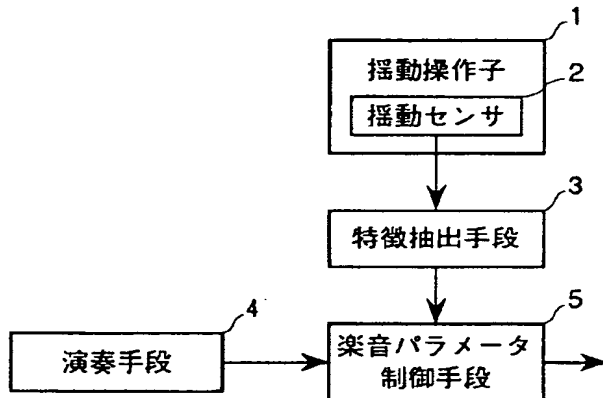 1
揺動操作子
2
揺動センサ
3
特徴抽出手段
4
演奏手段
5
楽音パラメータ
制御手段